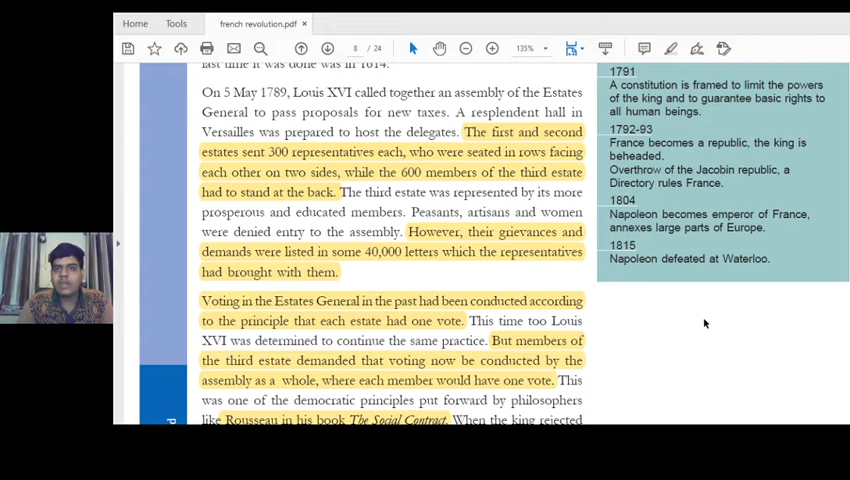 Home
Tools
french revolution.pdf ×
8 / 24
135%
last time it was done was in 1614.
On 5 May 1789, Louis XVI called together an assembly of the Estates
General to pass proposals for new taxes. A resplendent hall in
Versailles was prepared to host the delegates. The first and second
estates sent 300 representatives each, who were seated in rows facing
each other on two sides, while the 600 members of the third estate
had to stand at the back. The third estate was represented by its more
prosperous and educated members. Peasants, artisans and women
were denied entry to the assembly. However, their grievances and
demands were listed in some 40,000 letters which the representatives
had brought with them.
Voting in the Estates General in the past had been conducted according
to the principle that each estate had one vote. This time too Louis
XVI was determined to continue the same practice. But members of
the third estate demanded that voting now be conducted by the
assembly as a whole, where each member would have one vote. This
was one of the democratic principles put forward by philosophers
like Rousseau in his book The Social Contract. When the king rejected
1791
A constitution is framed to limit the powers
of the king and to guarantee basic rights to
all human beings.
1792-93
France becomes a republic, the king is
beheaded.
Overthrow of the Jacobin republic, a
Directory rules France.
1804
Napoleon becomes emperor of France,
annexes large parts of Europe.
1815
Napoleon defeated at Waterloo.